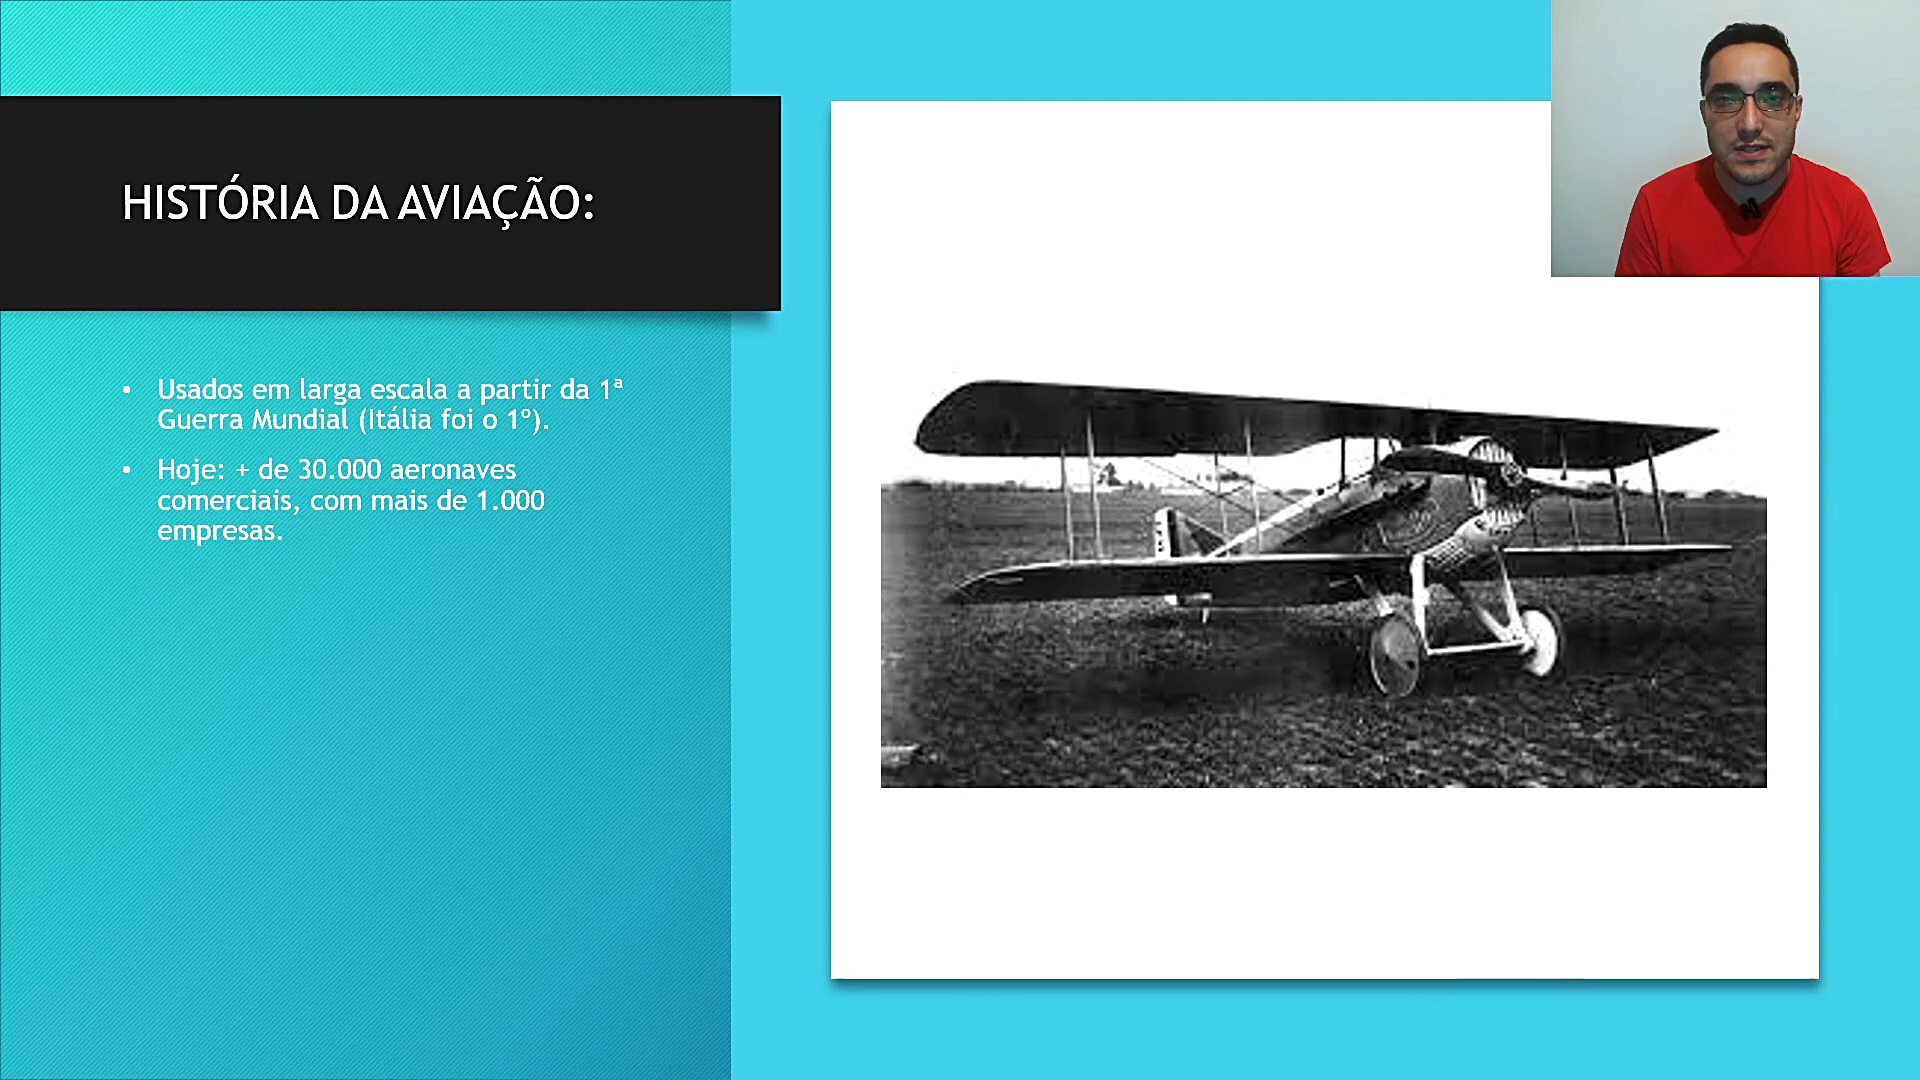 HISTÓRIA DA AVIAÇÃO:
• Usados em larga escala a partir da 1ª
Guerra Mundial (Itália foi o 1º).
• Hoje: + de 30.000 aeronaves
comerciais, com mais de 1.000
empresas.